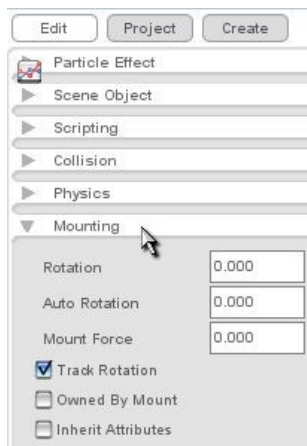 Edit Project Create
Particle Effect
Scene Object
Scripting
Collision
Physics
Mounting
Rotation 0.000
Auto Rotation 0.000
Mount Force 0.000
Track Rotation
Owned By Mount
Inherit Attributes